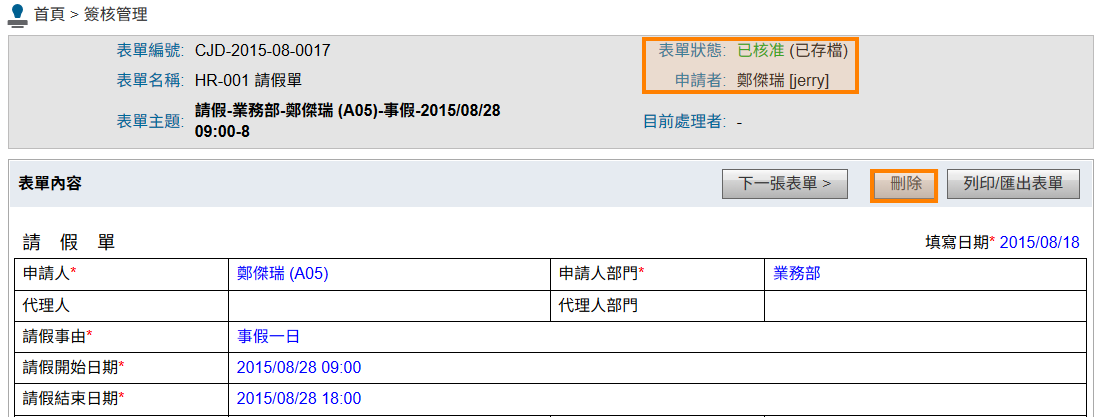 首頁 > 簽核管理
表單編號: CJD-2015-08-0017 表單狀態: 已核准 (已存檔)
表單名稱: HR-001 請假單 申請者: 鄭傑瑞 [jerry]
表單主題: 請假-業務部-鄭傑瑞 (A05)-事假-2015/08/28
09:00-8 目前處理者: -
表單內容 下一張表單 > 刪除 列印/匯出表單
請 假 單 填寫日期* 2015/08/18
申請人* 鄭傑瑞 (A05) 申請人部門* 業務部
代理人 代理人部門
請假事由* 事假一日
請假開始日期* 2015/08/28 09:00
請假結束日期* 2015/08/28 18:00